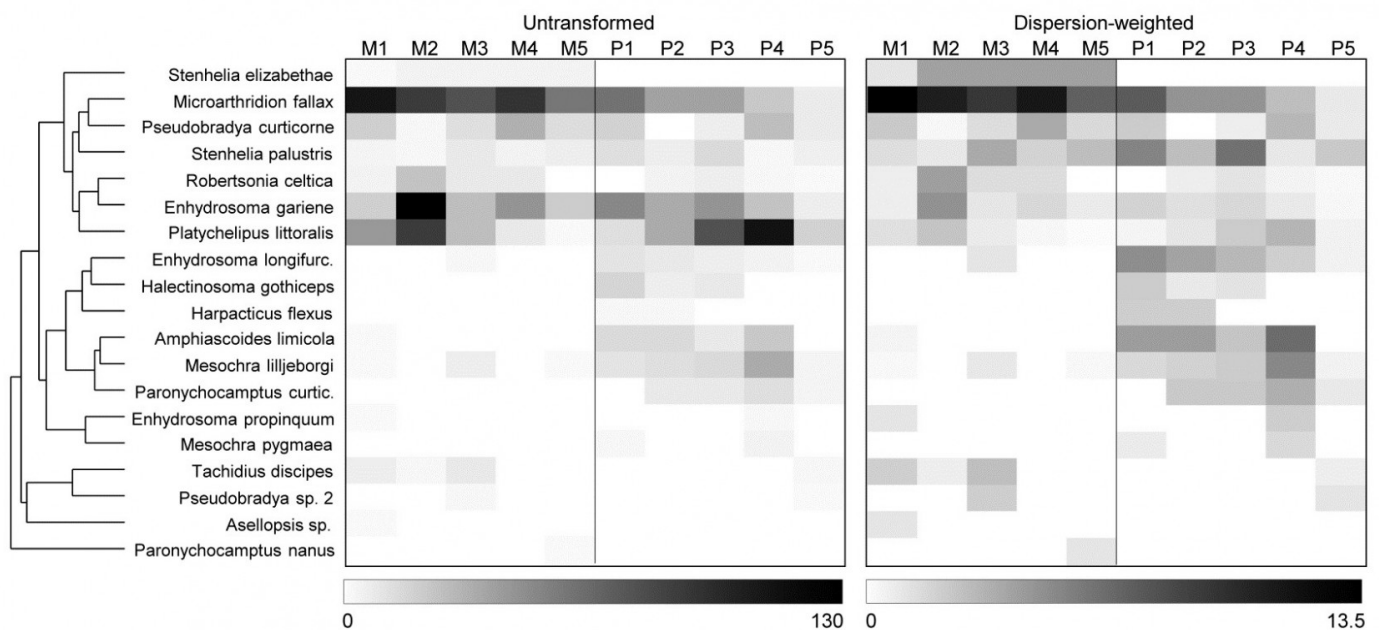 Untransformed Dispersion-weighted
M1 M2 M3 M4 M5 P1 P2 P3 P4 P5 M1 M2 M3 M4 M5 P1 P2 P3 P4 P5
Stenhelia elizabethae
Microarthridion fallax
Pseudobradya curticorne
Stenhelia palustris
Robertsonia celtica
Enhydrosoma gariene
Platychelipus littoralis
Enhydrosoma longifurc.
Halectinosoma gothiceps
Harpacticus flexus
Amphiascoides limicola
Mesochra lilljeborgi
Paronychocamptus curtic.
Enhydrosoma propinquum
Mesochra pygmaea
Tachidius discipes
Pseudobradya sp. 2
Asellopsis sp.
Paronychocamptus nanus
0 130 0 13.5